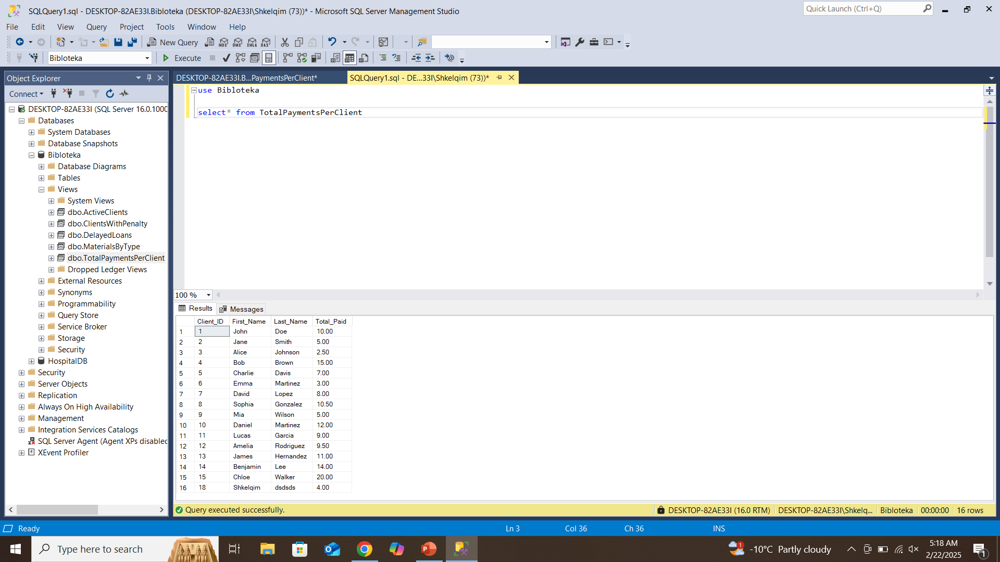 SQLQuery1.sql - DESKTOP-82AE33I.Bibloteka (DESKTOP-82AE33I\Shkelqim (73))* - Microsoft SQL Server Management Studio
Quick Launch (Ctrl+Q)
File Edit View Query Project Tools Window Help
New Query MDX DMX XMLA DAX
Bibloteka Execute
Object Explorer
Connect
DESKTOP-82AE33I (SQL Server 16.0.1000
Databases
System Databases
Database Snapshots
Bibloteka
Database Diagrams
Tables
Views
System Views
dbo.ActiveClients
dbo.ClientsWithPenalty
dbo.DelayedLoans
dbo.MaterialsByType
dbo.TotalPaymentsPerClient
Dropped Ledger Views
External Resources
Synonyms
Programmability
Query Store
Service Broker
Storage
Security
HospitalDB
Security
Server Objects
Replication
Always On High Availability
Management
Integration Services Catalogs
SQL Server Agent (Agent XPs disabled
XEvent Profiler
DESKTOP-82AE33I.B...PaymentsPerClient*
SQLQuery1.sql - DE...33I\Shkelqim (73))*
use Bibloteka
select* from TotalPaymentsPerClient
100 %
Results Messages
Client_ID First_Name Last_Name Total_Paid
1 1 John Doe 10.00
2 2 Jane Smith 5.00
3 3 Alice Johnson 2.50
4 4 Bob Brown 15.00
5 5 Charlie Davis 7.00
6 6 Emma Martinez 3.00
7 7 David Lopez 8.00
8 8 Sophia Gonzalez 10.50
9 9 Mia Wilson 5.00
10 10 Daniel Martinez 12.00
11 11 Lucas Garcia 9.00
12 12 Amelia Rodriguez 9.50
13 13 James Hernandez 11.00
14 14 Benjamin Lee 14.00
15 15 Chloe Walker 20.00
16 18 Shkelqim dsdsds 4.00
Query executed successfully.
DESKTOP-82AE33I (16.0 RTM) DESKTOP-82AE33I\Shkelq... Bibloteka 00:00:00 16 rows
Ready Ln 3 Col 36 Ch 36 INS
Type here to search
1 -10°C Partly cloudy
5:18 AM
2/22/2025
1